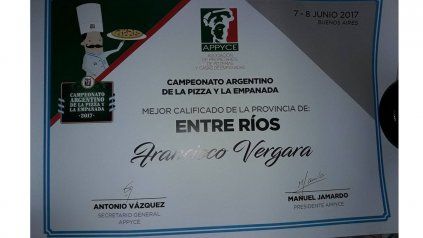 7 - 8 JUNIO 2017
BUENOS AIRES
APPYCE
CAMPEONATO ARGENTINO
DE LA PIZZA Y LA EMPANADA
CAMPEONATO
ARGENTINO
DE LA PIZZA Y
LA EMPANADA
2017
MEJOR CALIFICADO DE LA PROVINCIA DE:
ENTRE RÍOS
Francisco Vergara
ANTONIO VÁZQUEZ
SECRETARIO GENERAL
APPYCE
MANUEL JAMARDO
PRESIDENTE APPYCE